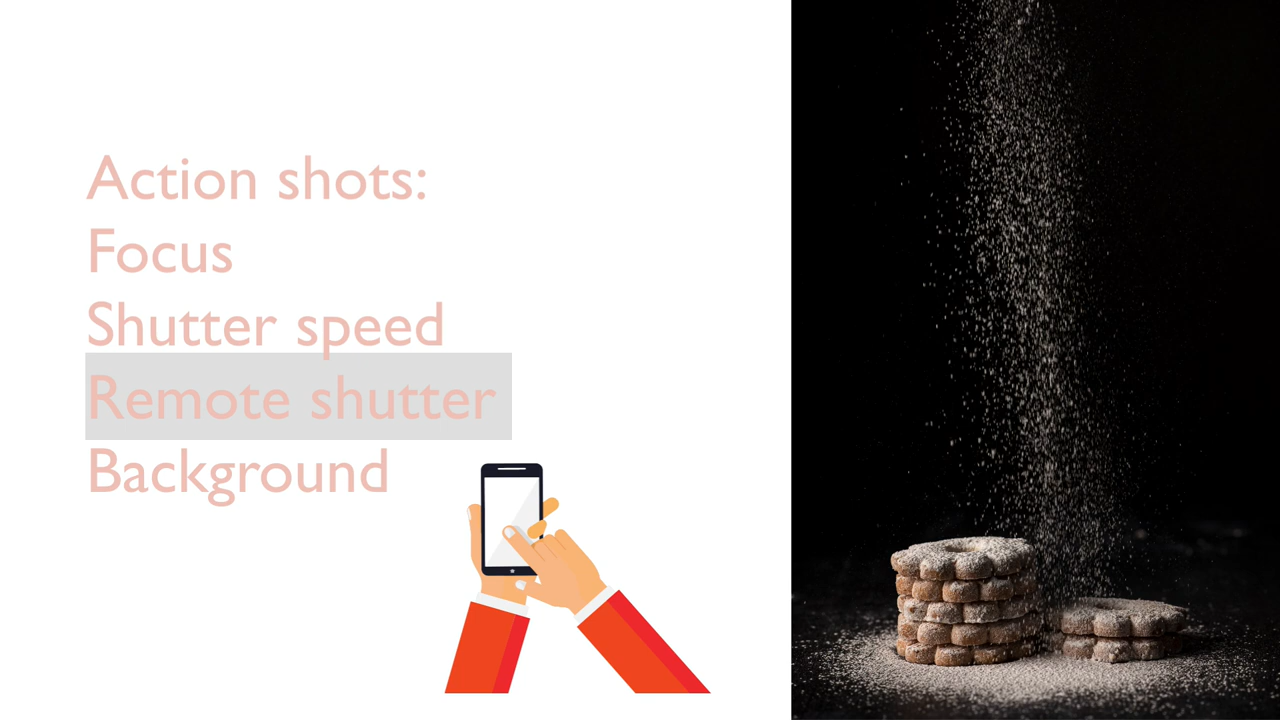 Action shots:
Focus
Shutter speed
Remote shutter
Background